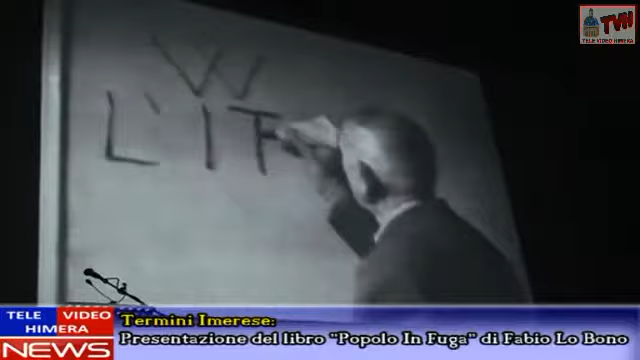 TVH
TELE VIDEO HIMERA
W
L'IT
TELE VIDEO
HIMERA
NEWS
Termini Imerese:
Presentazione del libro "Popolo In Fuga" di Fabio Lo Bono